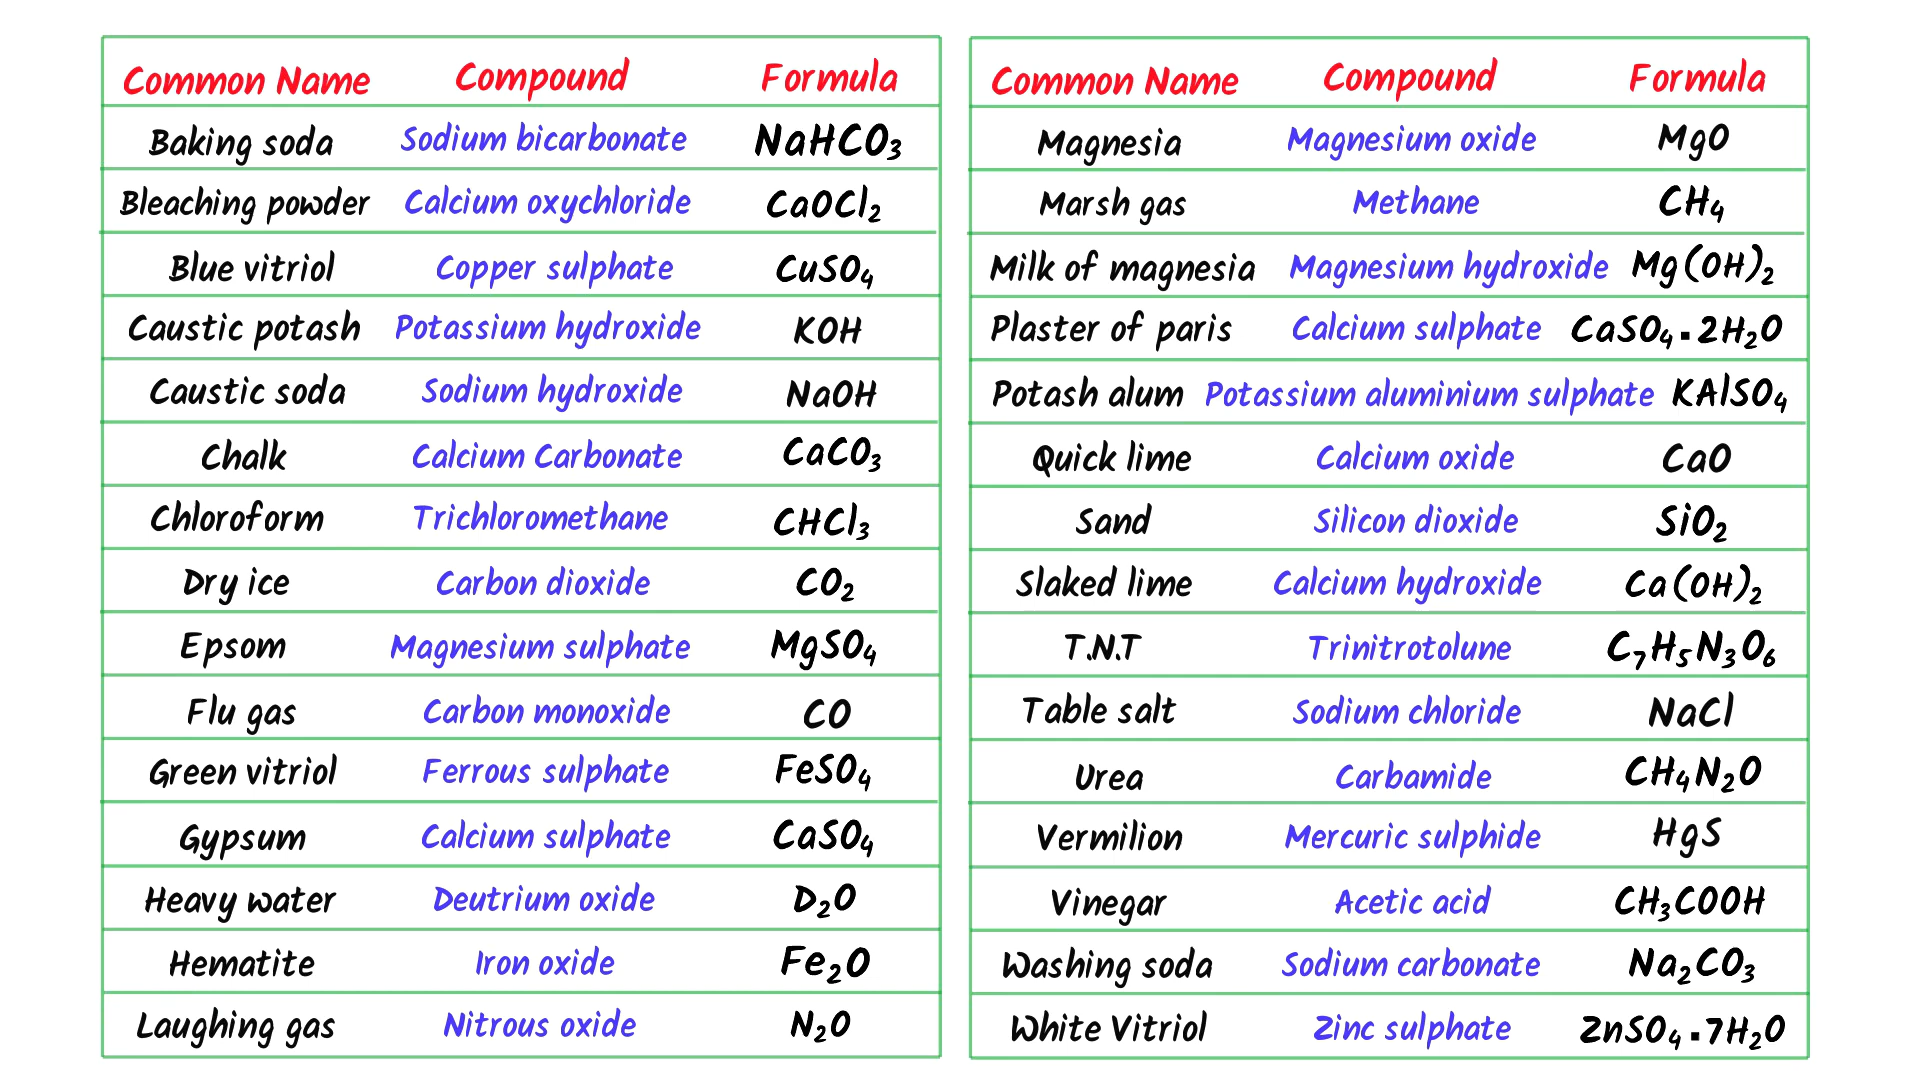 Common Name Compound Formula
Baking soda Sodium bicarbonate NaHCO₃
Bleaching powder Calcium oxychloride CaOCl₂
Blue vitriol Copper sulphate CuSO₄
Caustic potash Potassium hydroxide KOH
Caustic soda Sodium hydroxide NaOH
Chalk Calcium Carbonate CaCO₃
Chloroform Trichloromethane CHCl₃
Dry ice Carbon dioxide CO₂
Epsom Magnesium sulphate MgSO₄
Flu gas Carbon monoxide CO
Green vitriol Ferrous sulphate FeSO₄
Gypsum Calcium sulphate CaSO₄
Heavy water Deutrium oxide D₂O
Hematite Iron oxide Fe₂O
Laughing gas Nitrous oxide N₂O
Common Name Compound Formula
Magnesia Magnesium oxide MgO
Marsh gas Methane CH₄
Milk of magnesia Magnesium hydroxide Mg(OH)₂
Plaster of paris Calcium sulphate CaSO₄.2H₂O
Potash alum Potassium aluminium sulphate KAlSO₄
Quick lime Calcium oxide CaO
Sand Silicon dioxide SiO₂
Slaked lime Calcium hydroxide Ca(OH)₂
T.N.T Trinitrotolune C₇H₅N₃O₆
Table salt Sodium chloride NaCl
Urea Carbamide CH₄N₂O
Vermilion Mercuric sulphide HgS
Vinegar Acetic acid CH₃COOH
Washing soda Sodium carbonate Na₂CO₃
White Vitriol Zinc sulphate ZnSO₄.7H₂O